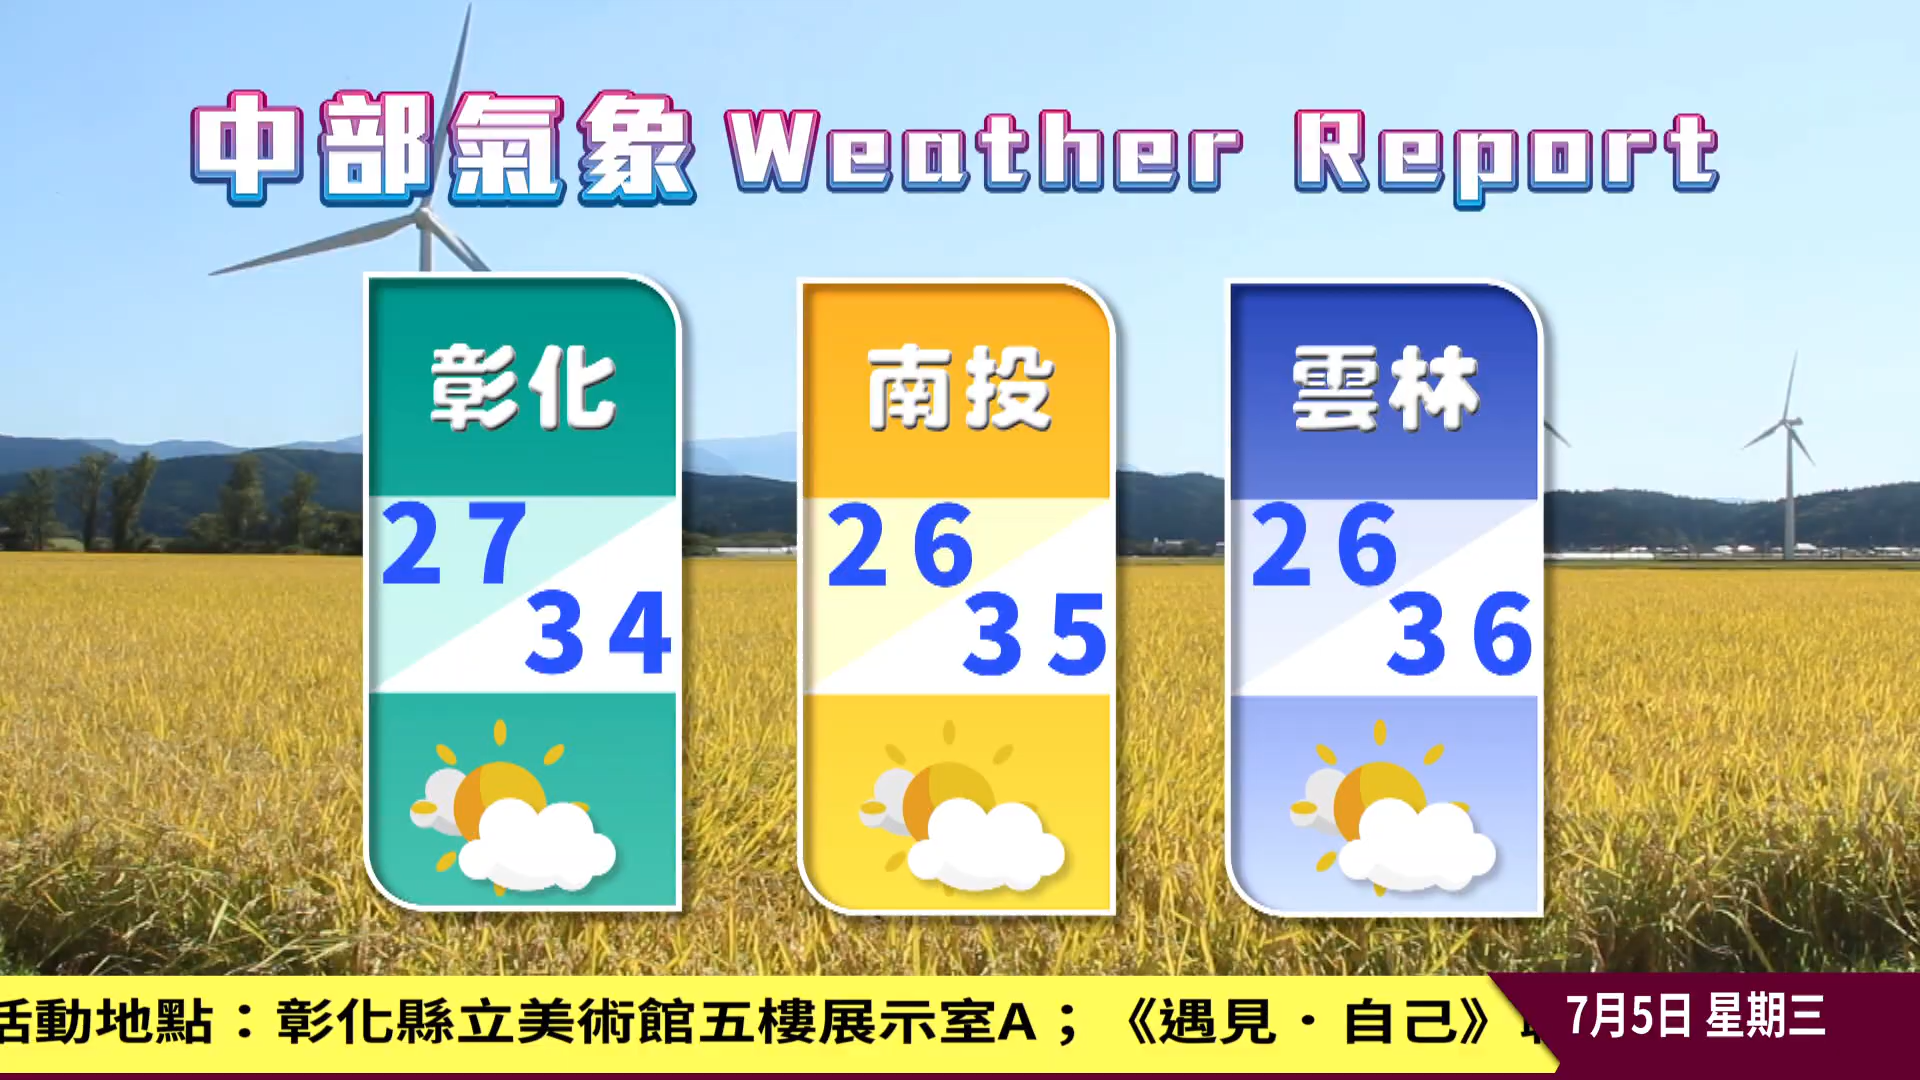 中部氣象 Weather Report
彰化
27
34
南投
26
35
雲林
26
36
活動地點：彰化縣立美術館五樓展示室A；《遇見．自己》
7月5日 星期三